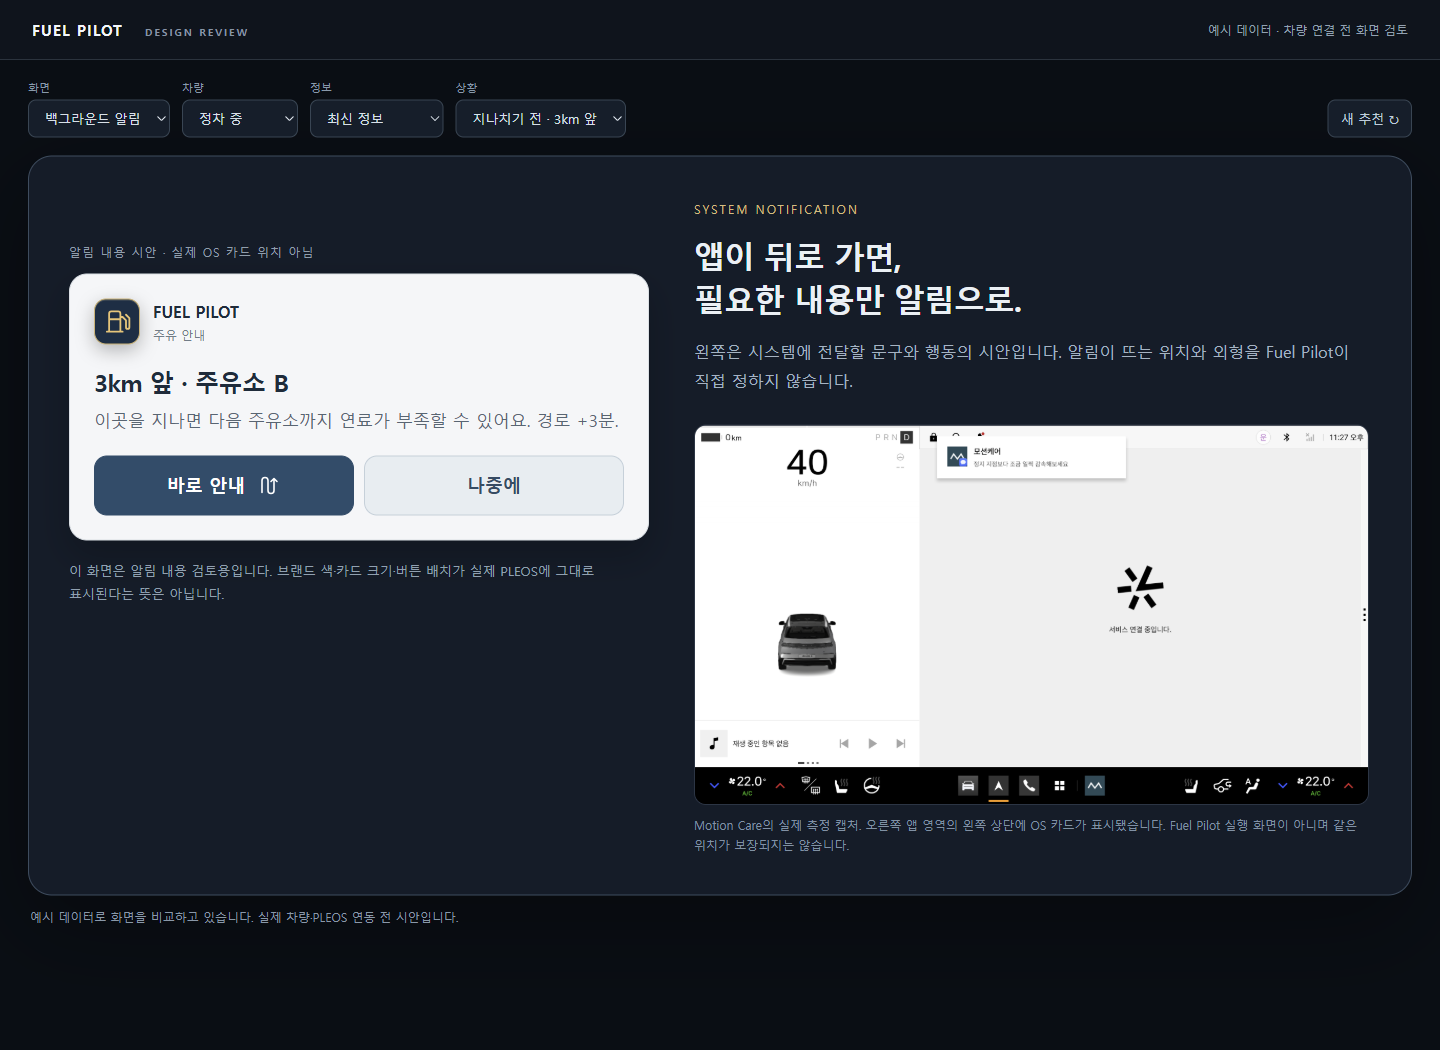 FUEL PILOT DESIGN REVIEW
예시 데이터 · 차량 연결 전 화면 검토
화면 차량 정보 상황
백그라운드 알림 정차 중 최신 정보 지나치기 전 · 3km 앞 새 추천 ↻
알림 내용 시안 · 실제 OS 카드 위치 아님
FUEL PILOT
주유 안내
3km 앞 · 주유소 B
이곳을 지나면 다음 주유소까지 연료가 부족할 수 있어요. 경로 +3분.
바로 안내
나중에
이 화면은 알림 내용 검토용입니다. 브랜드 색·카드 크기·버튼 배치가 실제 PLEOS에 그대로
표시된다는 뜻은 아닙니다.
SYSTEM NOTIFICATION
앱이 뒤로 가면,
필요한 내용만 알림으로.
왼쪽은 시스템에 전달할 문구와 행동의 시안입니다. 알림이 뜨는 위치와 외형을 Fuel Pilot이
직접 정하지 않습니다.
0km P R N D
40
km/h
운 11:27 오후
모션케어
정지 시점보다 조금 일찍 감속해보세요
서비스 연결 중입니다.
재생 중인 항목 없음
22.0° A/C
A
22.0° A/C
Motion Care의 실제 측정 캡처. 오른쪽 앱 영역의 왼쪽 상단에 OS 카드가 표시됐습니다. Fuel Pilot 실행 화면이 아니며 같은
위치가 보장되지는 않습니다.
예시 데이터로 화면을 비교하고 있습니다. 실제 차량·PLEOS 연동 전 시안입니다.